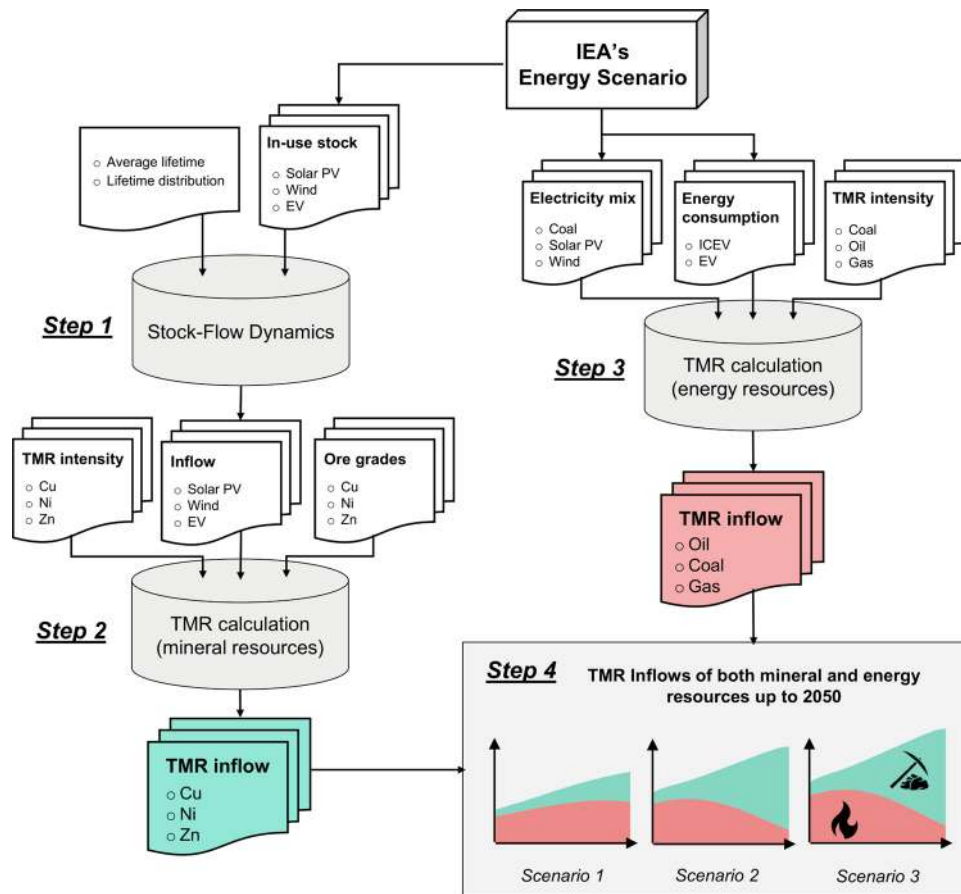 IEA's
Energy Scenario
○ Average lifetime
○ Lifetime distribution
In-use stock
○ Solar PV
○ Wind
○ EV
Electricity mix
○ Coal
○ Solar PV
○ Wind
Energy
consumption
○ ICEV
○ EV
TMR intensity
○ Coal
○ Oil
○ Gas
Step 1
Stock-Flow Dynamics
Step 3
TMR calculation
(energy resources)
TMR intensity
○ Cu
○ Ni
○ Zn
Inflow
○ Solar PV
○ Wind
○ EV
Ore grades
○ Cu
○ Ni
○ Zn
TMR inflow
○ Oil
○ Coal
○ Gas
Step 2
TMR calculation
(mineral resources)
TMR inflow
○ Cu
○ Ni
○ Zn
Step 4
TMR Inflows of both mineral and energy
resources up to 2050
Scenario 1
Scenario 2
Scenario 3